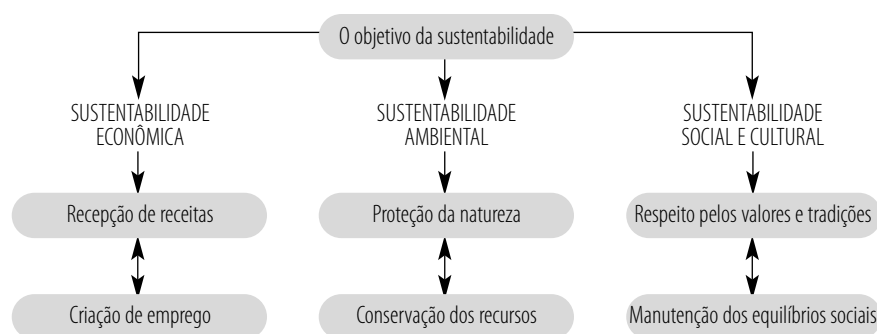 O objetivo da sustentabilidade
SUSTENTABILIDADE
ECONÔMICA
SUSTENTABILIDADE
AMBIENTAL
SUSTENTABILIDADE
SOCIAL E CULTURAL
Recepção de receitas
Proteção da natureza
Respeito pelos valores e tradições
Criação de emprego
Conservação dos recursos
Manutenção dos equilíbrios sociais